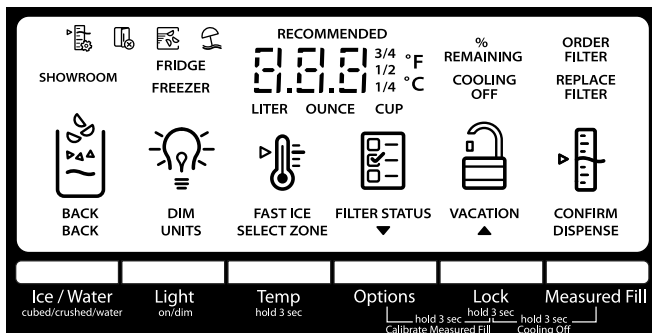 RECOMMENDED
SHOWROOM
FRIDGE
FREEZER
8.8.8
3/4
1/2
1/4
°F
°C
LITER OUNCE CUP
%
REMAINING
COOLING
OFF
ORDER
FILTER
REPLACE
FILTER
BACK
BACK
DIM
UNITS
FAST ICE
SELECT ZONE
FILTER STATUS
VACATION
CONFIRM
DISPENSE
Ice / Water
cubed/crushed/water
Light
on/dim
Temp
hold 3 sec
Options
Lock
hold 3 sec
Measured Fill
hold 3 sec
Calibrate Measured Fill
hold 3 sec
Cooling Off